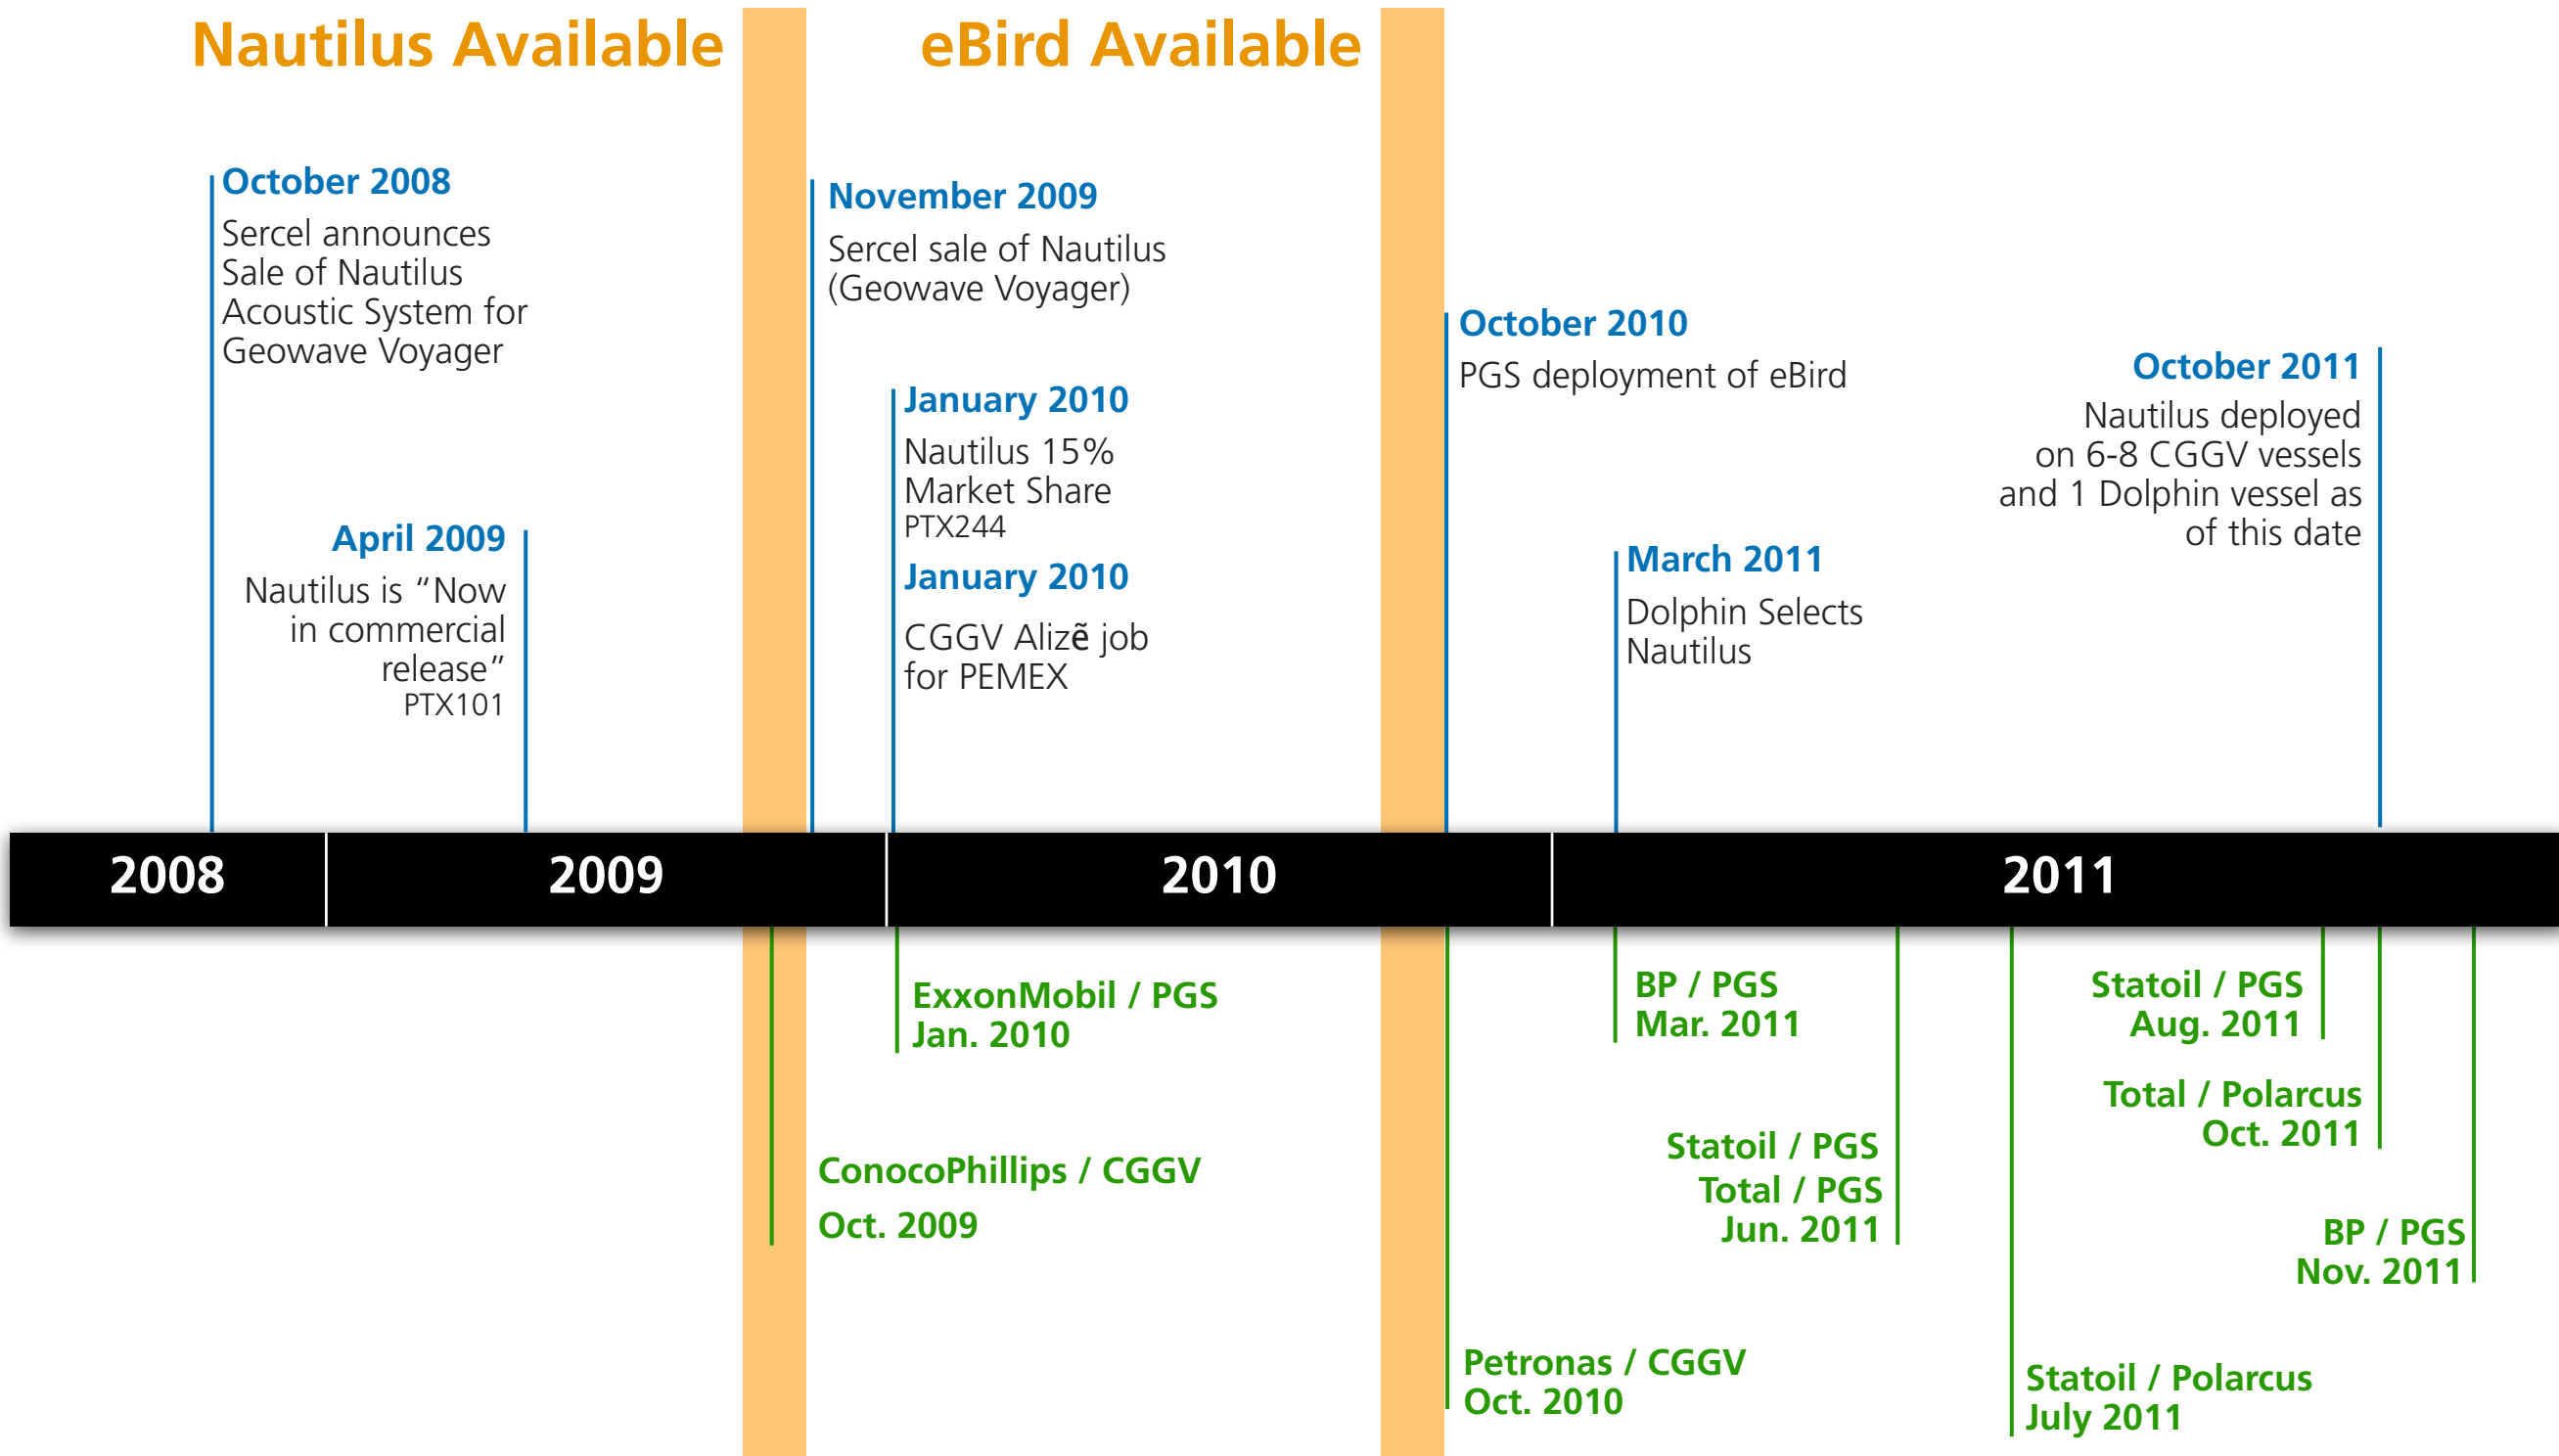 Nautilus Available
eBird Available
October 2008
Sercel announces
Sale of Nautilus
Acoustic System for
Geowave Voyager
April 2009
Nautilus is “Now
in commercial
release”
PTX101
November 2009
Sercel sale of Nautilus
(Geowave Voyager)
January 2010
Nautilus 15%
Market Share
PTX244
January 2010
CGGV Alizẽ job
for PEMEX
October 2010
PGS deployment of eBird
March 2011
Dolphin Selects
Nautilus
October 2011
Nautilus deployed
on 6-8 CGGV vessels
and 1 Dolphin vessel as
of this date
2008
2009
2010
2011
ExxonMobil / PGS
Jan. 2010
ConocoPhillips / CGGV
Oct. 2009
BP / PGS
Mar. 2011
Statoil / PGS
Total / PGS
Jun. 2011
Petronas / CGGV
Oct. 2010
Statoil / PGS
Aug. 2011
Total / Polarcus
Oct. 2011
BP / PGS
Nov. 2011
Statoil / Polarcus
July 2011